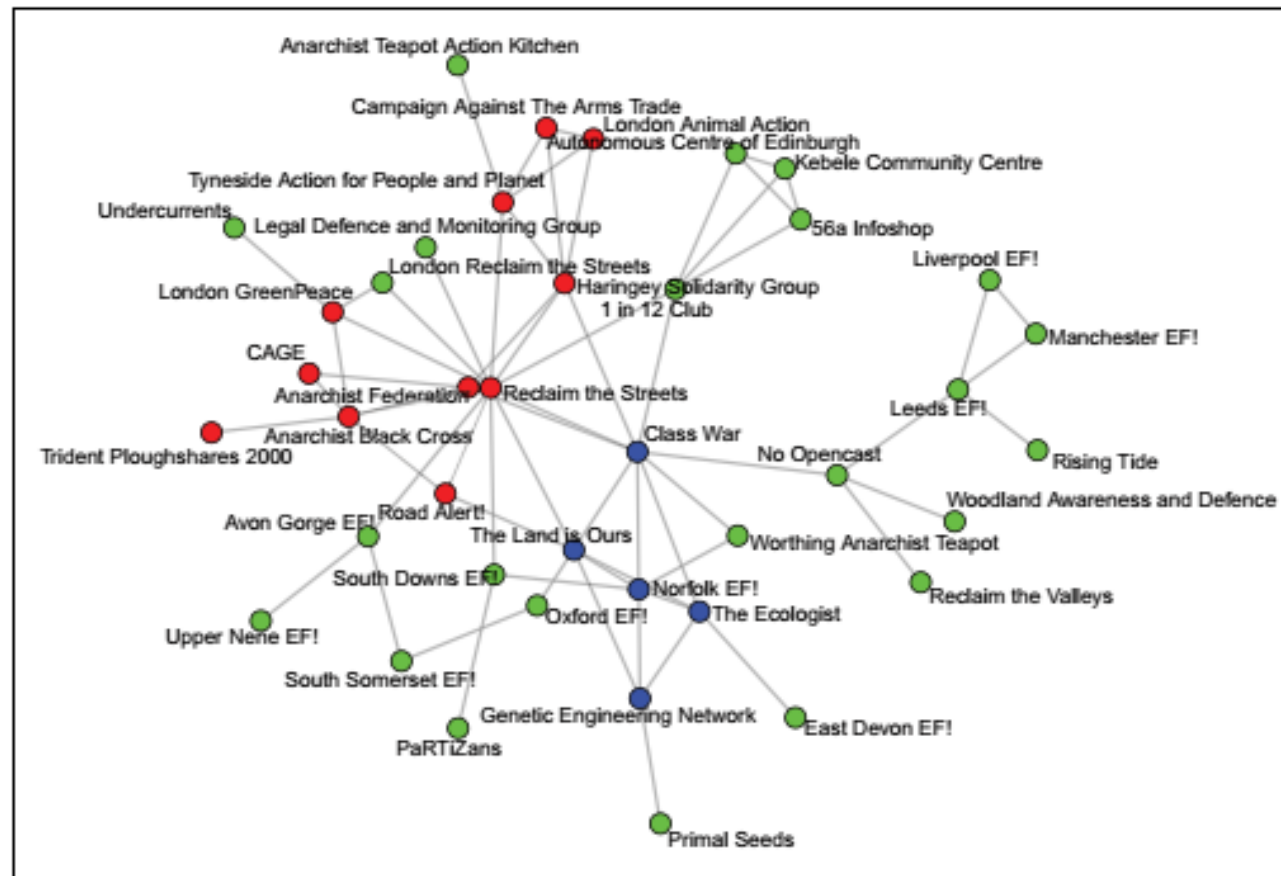 Anarchist Teapot Action Kitchen
Campaign Against The Arms Trade
London Animal Action
Autonomous Centre of Edinburgh
Kebele Community Centre
Tyneside Action for People and Planet
Undercurrents
Legal Defence and Monitoring Group
56a Infoshop
Liverpool EF!
London Reclaim the Streets
London GreenPeace
Haringey Solidarity Group
1 in 12 Club
Manchester EF!
CAGE
Anarchist Federation
Reclaim the Streets
Leeds EF!
Anarchist Black Cross
Class War
Trident Ploughshares 2000
No Opencast
Rising Tide
Woodland Awareness and Defence
Road Alert!
Avon Gorge EF!
The Land is Ours
Worthing Anarchist Teapot
South Downs EF!
Norfolk EF!
Reclaim the Valleys
Oxford EF!
The Ecologist
Upper Nene EF!
South Somerset EF!
Genetic Engineering Network
East Devon EF!
PaRTiZans
Primal Seeds